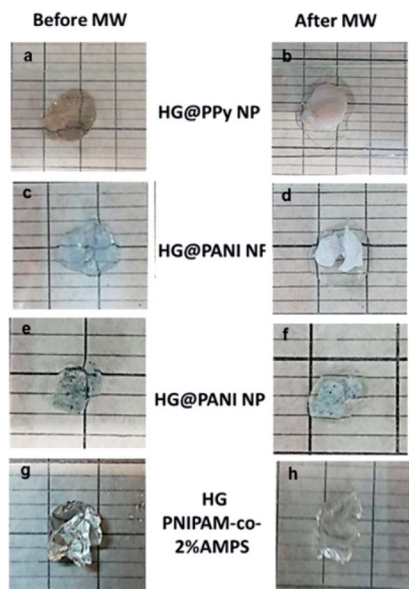 Before MW
After MW
a
b
HG@PPy NP
c
d
HG@PANI NF
e
f
HG@PANI NP
g
HG
PNIPAM-co-
2%AMPS
h